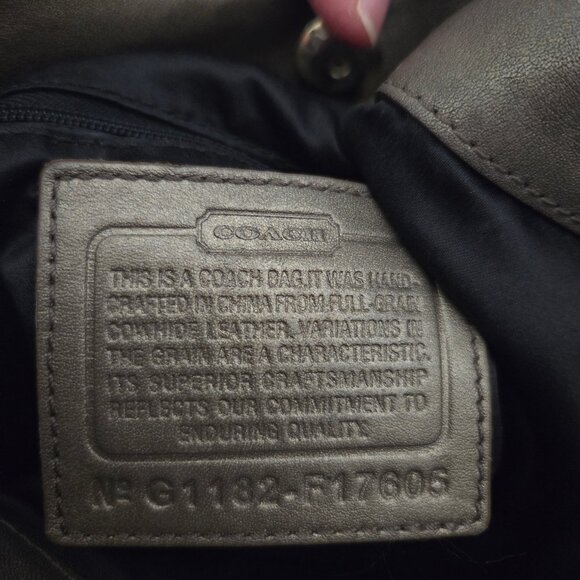 COACH
THIS IS A COACH BAG.IT WAS HAND-
CRAFTED IN CHINA FROM FULL-GRAIN
COWHIDE LEATHER. VARIATIONS IN
THE GRAIN ARE A CHARACTERISTIC.
ITS SUPERIOR CRAFTSMANSHIP
REFLECTS OUR COMMITMENT TO
ENDURING QUALITY.
Nº G1182-F17605